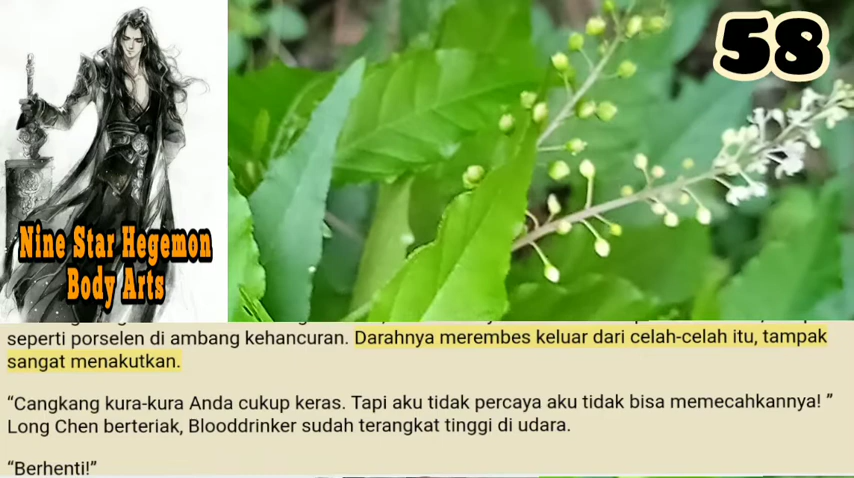 58
Nine Star Hegemon
Body Arts
seperti porselen di ambang kehancuran. Darahnya merembes keluar dari celah-celah itu, tampak
sangat menakutkan.
“Cangkang kura-kura Anda cukup keras. Tapi aku tidak percaya aku tidak bisa memecahkannya! ”
Long Chen berteriak, Blooddrinker sudah terangkat tinggi di udara.
“Berhenti!”